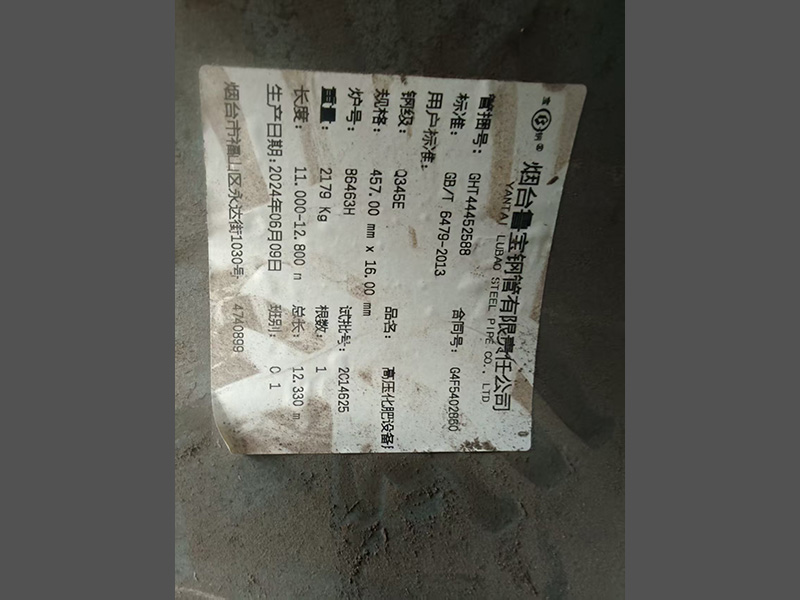 宝钢
烟台鲁宝钢管有限责任公司
YANTAI LUBAO STEEL PIPE CO., LTD
管捆号: GHT44452588
标准: GB/T 6479-2013 合同号: G4F5402860
用户标准:
钢级: Q345E 品名: 高压化肥设备用
规格: 457.00 mm x 16.00 mm
炉号: 86463H 试批号: 2C14625
重量: 2179 Kg 根数: 1
长度: 11.000-12.800 m 总长: 12.330 m
生产日期:2024年06月09日 班别: 0 1
烟台市福山区永达街1030号 4740899